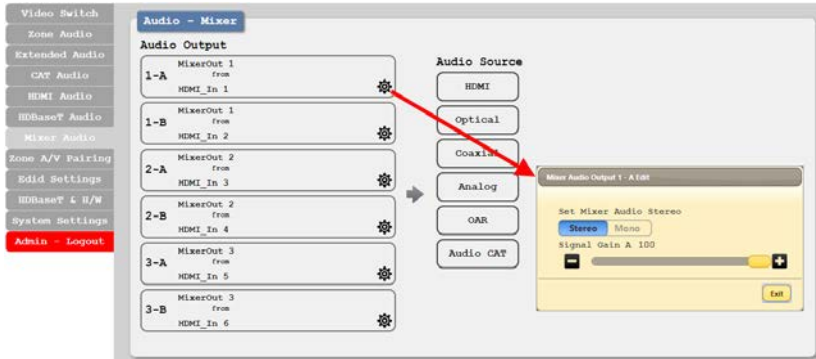 Video Switch
Zone Audio
Extended Audio
CAT Audio
HDMI Audio
HDBaseT Audio
Mixer Audio
Zone A/V Pairing
Edid Settings
HDBaseT & H/W
System Settings
Admin - Logout
Audio - Mixer
Audio Output
1-A
MixerOut 1
from
HDMI_In 1
1-B
MixerOut 1
from
HDMI_In 2
2-A
MixerOut 2
from
HDMI_In 3
2-B
MixerOut 2
from
HDMI_In 4
3-A
MixerOut 3
from
HDMI_In 5
3-B
MixerOut 3
from
HDMI_In 6
Audio Source
HDMI
Optical
Coaxial
Analog
OAR
Audio CAT
Mixer Audio Output 1 - A Edit
Set Mixer Audio Stereo
Stereo Mono
Signal Gain A 100
Exit